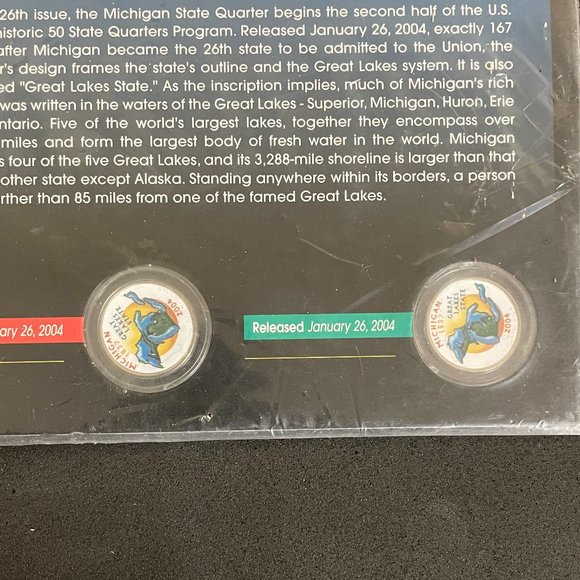 26th issue, the Michigan State Quarter begins the second half of the U.S.
historic 50 State Quarters Program. Released January 26, 2004, exactly 167
after Michigan became the 26th state to be admitted to the Union, the
r's design frames the state's outline and the Great Lakes system. It is also
ed "Great Lakes State." As the inscription implies, much of Michigan's rich
was written in the waters of the Great Lakes - Superior, Michigan, Huron, Erie
ntario. Five of the world's largest lakes, together they encompass over
miles and form the largest body of fresh water in the world. Michigan
s four of the five Great Lakes, and its 3,288-mile shoreline is larger than that
other state except Alaska. Standing anywhere within its borders, a person
rther than 85 miles from one of the famed Great Lakes.
ary 26, 2004
MICHIGAN
1837
GREAT
LAKES
STATE
2004
Released January 26, 2004
MICHIGAN
1837
GREAT
LAKES
STATE
2004